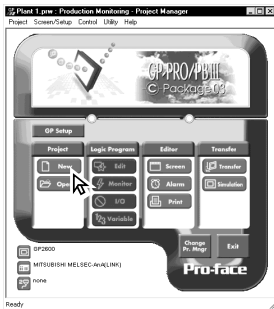 Plant 1.prw : Production Monitoring - Project Manager
Project Screen/Setup Control Utility Help
GP-PRO/PBIII
C-Package03
GP Setup
Project Logic Program Editor Transfer
New Edit Screen Transfer
Open Monitor Alarm Simulation
I/O Print
Variable
Change Pr. Mngr Exit
GP2600
MITSUBISHI MELSEC-AnA(LINK)
none
Pro-face
Ready